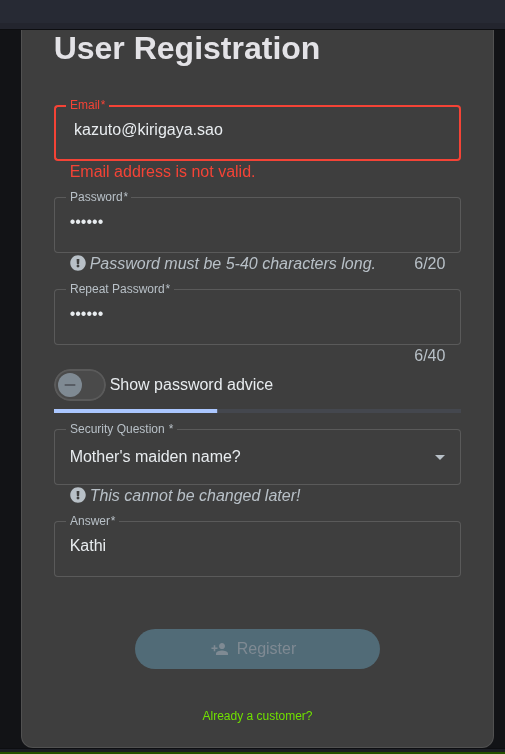 User Registration
Email*
kazuto@kirigaya.sao
Email address is not valid.
Password*
••••••
Password must be 5-40 characters long. 6/20
Repeat Password*
••••••
6/40
Show password advice
Security Question *
Mother's maiden name?
This cannot be changed later!
Answer*
Kathi
Register
Already a customer?